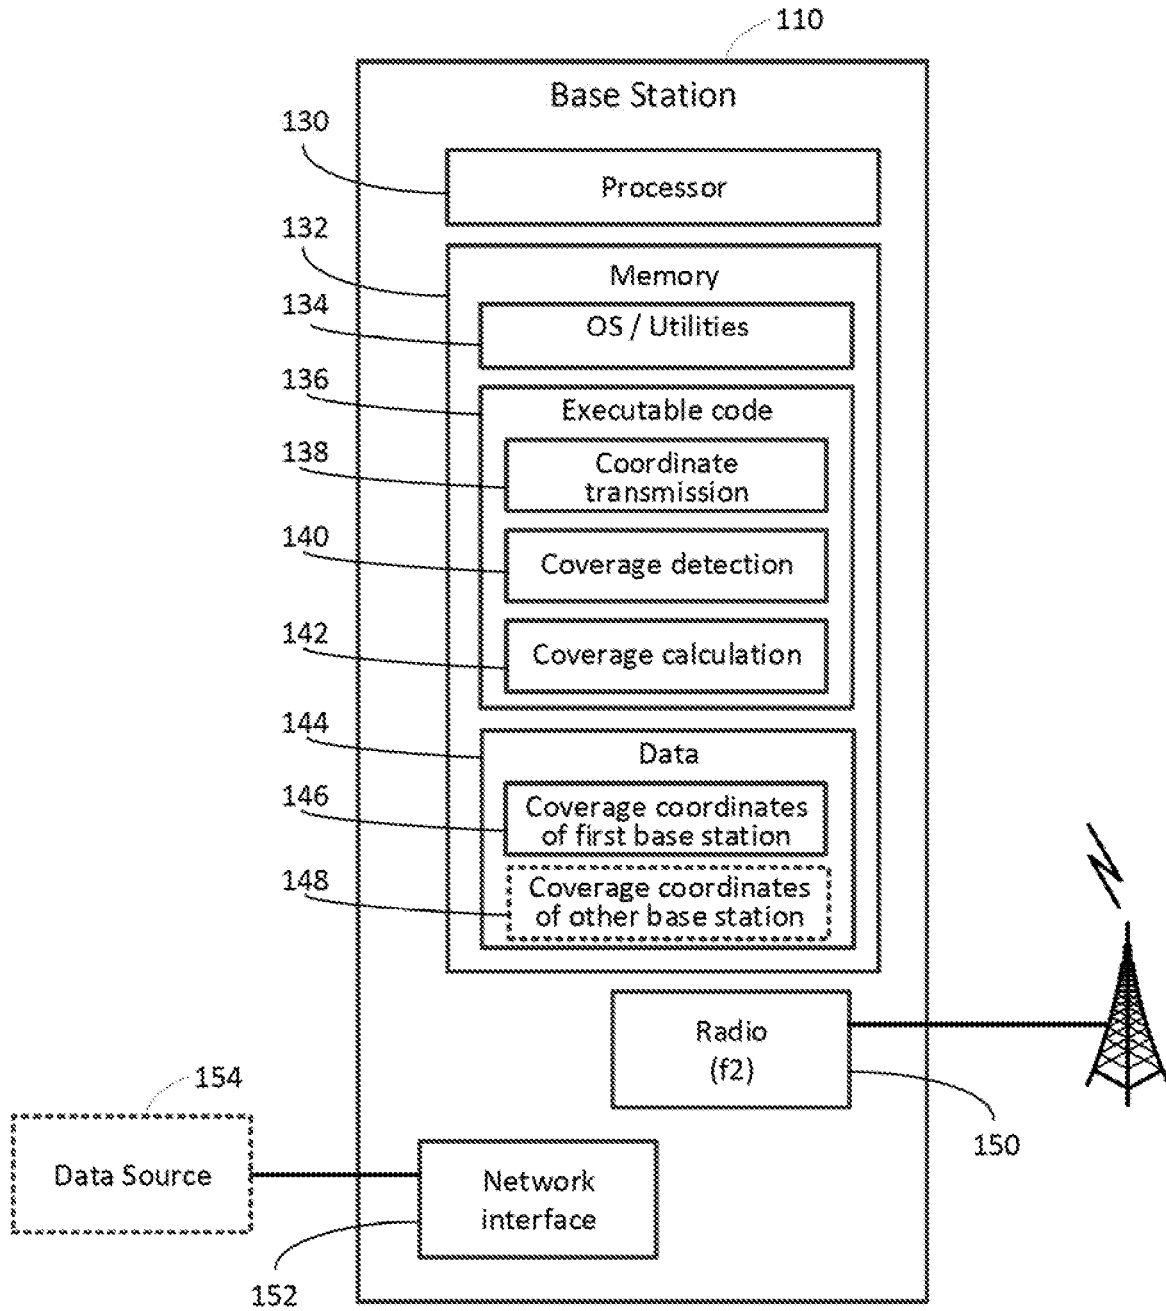 110
Base Station
130
Processor
132
Memory
134
OS / Utilities
136
Executable code
138
Coordinate
transmission
140
Coverage detection
142
Coverage calculation
144
Data
146
Coverage coordinates
of first base station
148
Coverage coordinates
of other base station
Radio
(f2)
154
150
Data Source
Network
interface
152